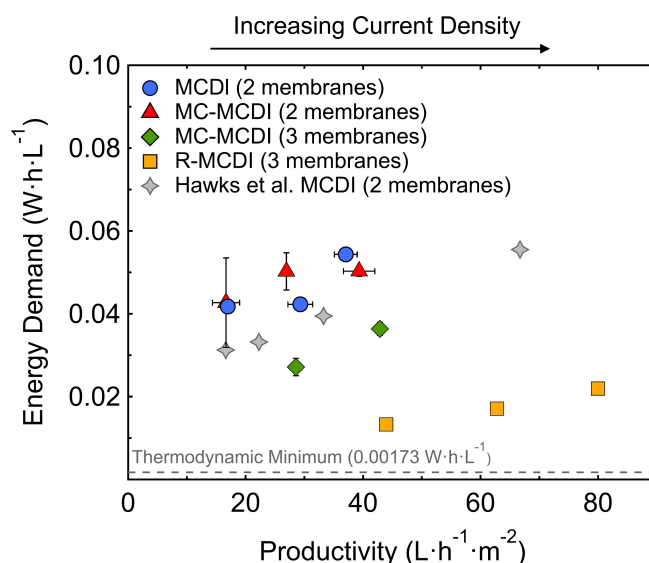 Increasing Current Density
0.10
0.08
0.06
0.04
0.02
Energy Demand (W·h·L⁻¹)
MCDI (2 membranes)
MC-MCDI (2 membranes)
MC-MCDI (3 membranes)
R-MCDI (3 membranes)
Hawks et al. MCDI (2 membranes)
Thermodynamic Minimum (0.00173 W·h·L⁻¹)
0 20 40 60 80
Productivity (L·h⁻¹·m⁻²)